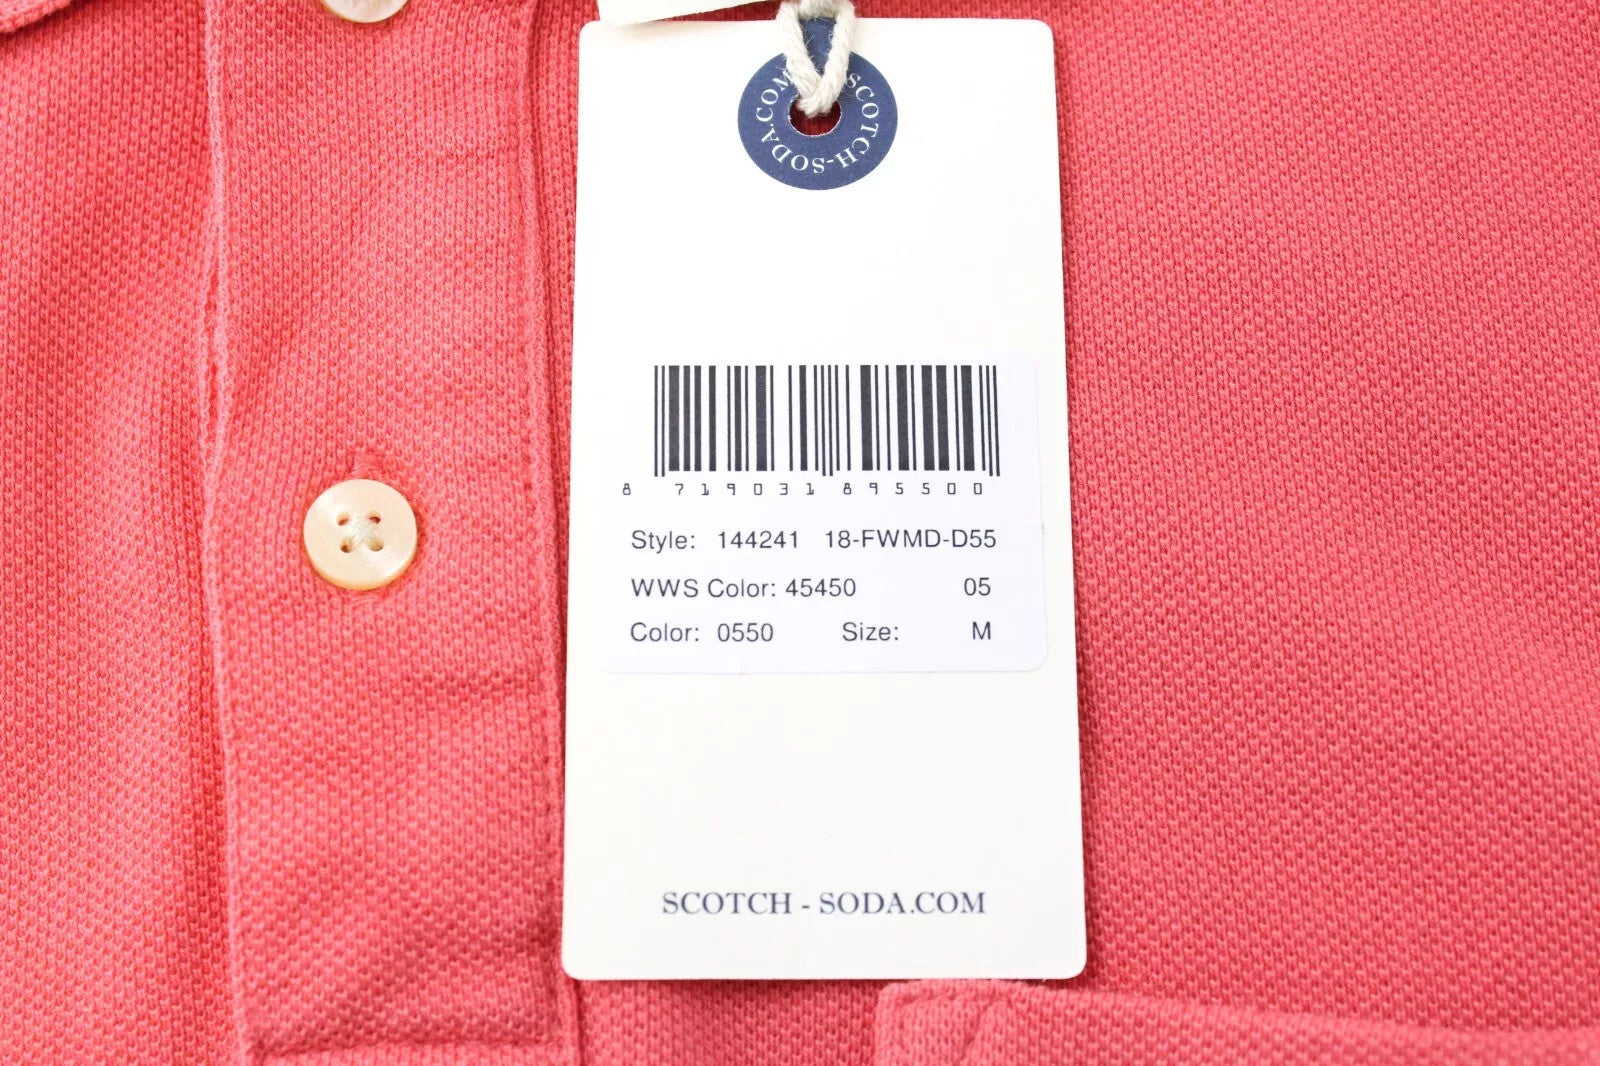 SCOTCH-SODA.COM
8 719031 895500
Style: 144241 18-FWMD-D55
WWS Color: 45450 05
Color: 0550 Size: M
SCOTCH - SODA.COM